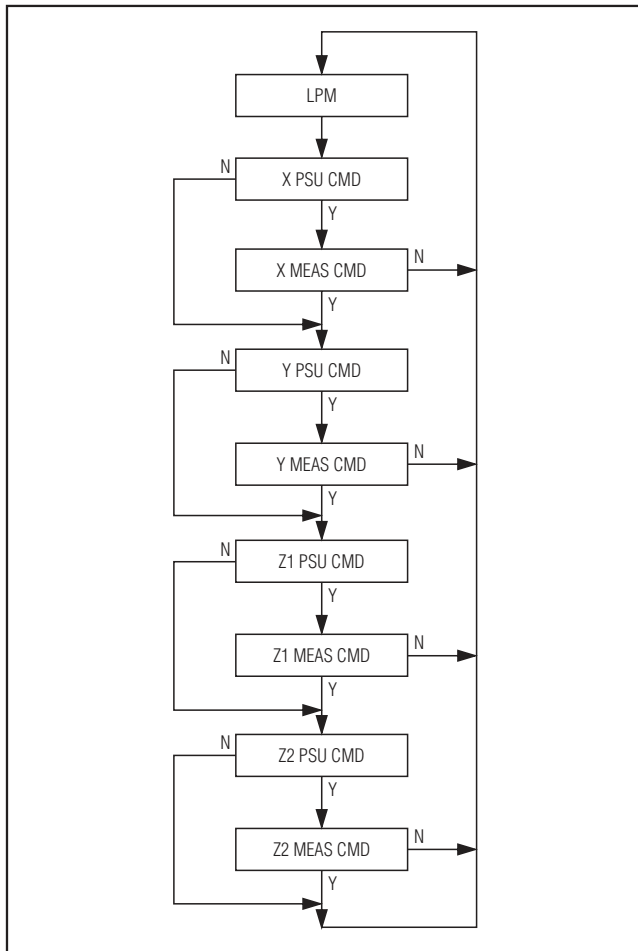 LPM
N
X PSU CMD
Y
X MEAS CMD
N
Y
N
Y PSU CMD
Y
Y MEAS CMD
N
Y
N
Z1 PSU CMD
Y
Z1 MEAS CMD
N
Y
N
Z2 PSU CMD
Y
Z2 MEAS CMD
N
Y